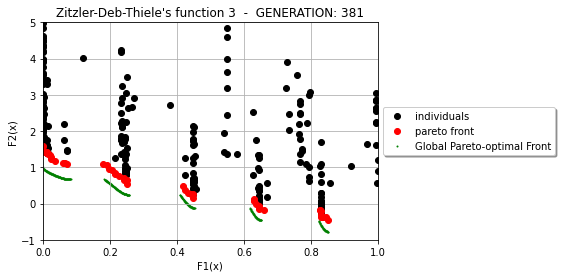 Zitzler-Deb-Thiele's function 3 - GENERATION: 381
5
4
3
2
1
0
−1
F2(x)
0.0 0.2 0.4 0.6 0.8 1.0
F1(x)
individuals
pareto front
Global Pareto-optimal Front